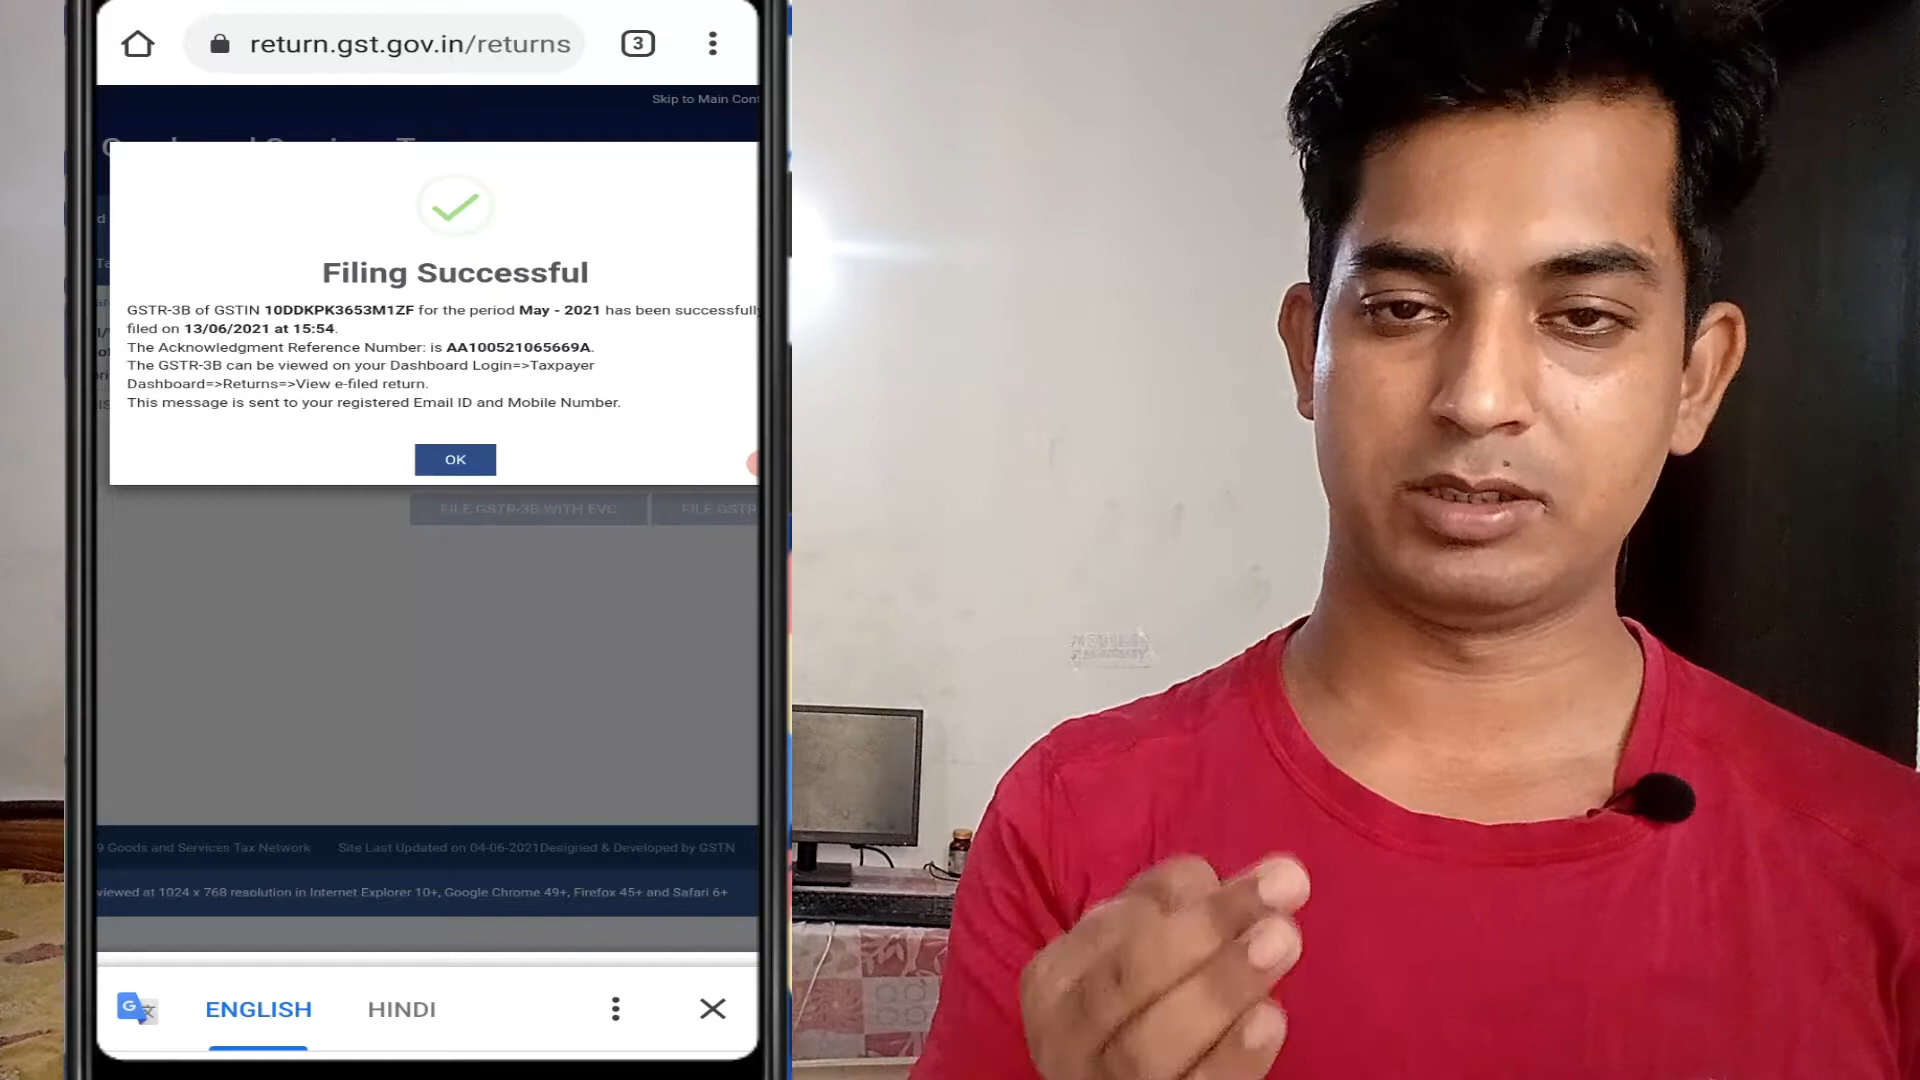 return.gst.gov.in/returns
3
Skip to Main Cont
Filing Successful
GSTR-3B of GSTIN 10DDKPK3653M1ZF for the period May - 2021 has been successfully
filed on 13/06/2021 at 15:54.
The Acknowledgment Reference Number: is AA100521065669A.
The GSTR-3B can be viewed on your Dashboard Login=>Taxpayer
Dashboard=>Returns=>View e-filed return.
This message is sent to your registered Email ID and Mobile Number.
OK
FILE GSTR-3B WITH EVC FILE GSTR
9 Goods and Services Tax Network Site Last Updated on 04-06-2021 Designed & Developed by GSTN
viewed at 1024 x 768 resolution in Internet Explorer 10+, Google Chrome 49+, Firefox 45+ and Safari 6+
G ENGLISH HINDI